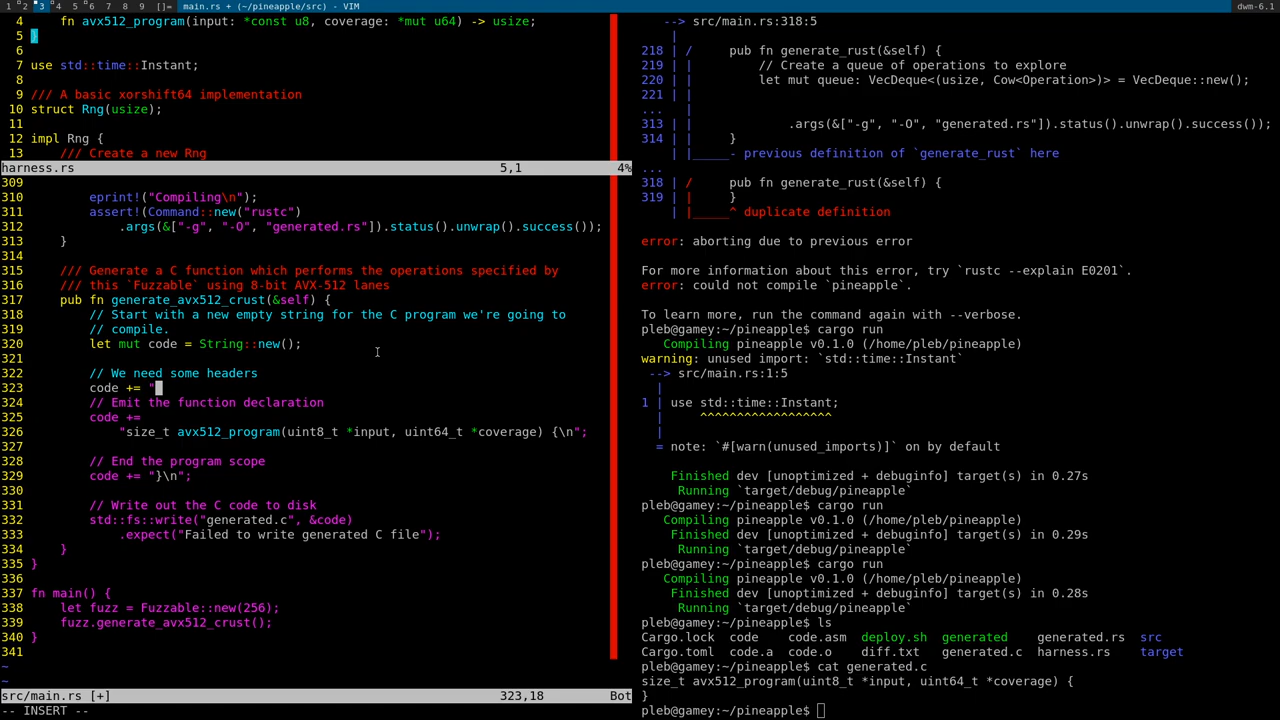 1 2 3 4 5 6 7 8 9 []= main.rs + (~/pineapple/src) - VIM dwm-6.1
4     fn avx512_program(input: *const u8, coverage: *mut u64) -> usize;
5 }
6
7 use std::time::Instant;
8
9 /// A basic xorshift64 implementation
10 struct Rng(usize);
11
12 impl Rng {
13     /// Create a new Rng
harness.rs 5,1 4%
309
310         eprint!("Compiling\n");
311         assert!(Command::new("rustc")
312             .args(&["-g", "-O", "generated.rs"]).status().unwrap().success());
313     }
314
315     /// Generate a C function which performs the operations specified by
316     /// this `Fuzzable` using 8-bit AVX-512 lanes
317     pub fn generate_avx512_crust(&self) {
318         // Start with a new empty string for the C program we're going to
319         // compile.
320         let mut code = String::new();
321
322         // We need some headers
323         code += "
324         // Emit the function declaration
325         code +=
326             "size_t avx512_program(uint8_t *input, uint64_t *coverage) {\n";
327
328         // End the program scope
329         code += "}\n";
330
331         // Write out the C code to disk
332         std::fs::write("generated.c", &code)
333             .expect("Failed to write generated C file");
334     }
335 }
336
337 fn main() {
338     let fuzz = Fuzzable::new(256);
339     fuzz.generate_avx512_crust();
340 }
341
~
~
src/main.rs [+] 323,18 Bot
-- INSERT --
   --> src/main.rs:318:5
    |
218 | /     pub fn generate_rust(&self) {
219 | |         // Create a queue of operations to explore
220 | |         let mut queue: VecDeque<(usize, Cow<Operation>)> = VecDeque::new();
221 | |
...   |
313 | |             .args(&["-g", "-O", "generated.rs"]).status().unwrap().success());
314 | |     }
    | |_____- previous definition of `generate_rust` here
...
318 | /     pub fn generate_rust(&self) {
319 | |     }
    | |_____^ duplicate definition
error: aborting due to previous error
For more information about this error, try `rustc --explain E0201`.
error: could not compile `pineapple`.
To learn more, run the command again with --verbose.
pleb@gamey:~/pineapple$ cargo run
   Compiling pineapple v0.1.0 (/home/pleb/pineapple)
warning: unused import: `std::time::Instant`
 --> src/main.rs:1:5
  |
1 | use std::time::Instant;
  |     ^^^^^^^^^^^^^^^^^^
  |
  = note: `#[warn(unused_imports)]` on by default
    Finished dev [unoptimized + debuginfo] target(s) in 0.27s
     Running `target/debug/pineapple`
pleb@gamey:~/pineapple$ cargo run
   Compiling pineapple v0.1.0 (/home/pleb/pineapple)
    Finished dev [unoptimized + debuginfo] target(s) in 0.29s
     Running `target/debug/pineapple`
pleb@gamey:~/pineapple$ cargo run
   Compiling pineapple v0.1.0 (/home/pleb/pineapple)
    Finished dev [unoptimized + debuginfo] target(s) in 0.28s
     Running `target/debug/pineapple`
pleb@gamey:~/pineapple$ ls
Cargo.lock  code    code.asm  deploy.sh  generated    generated.rs  src
Cargo.toml  code.a  code.o    diff.txt   generated.c  harness.rs    target
pleb@gamey:~/pineapple$ cat generated.c
size_t avx512_program(uint8_t *input, uint64_t *coverage) {
}
pleb@gamey:~/pineapple$